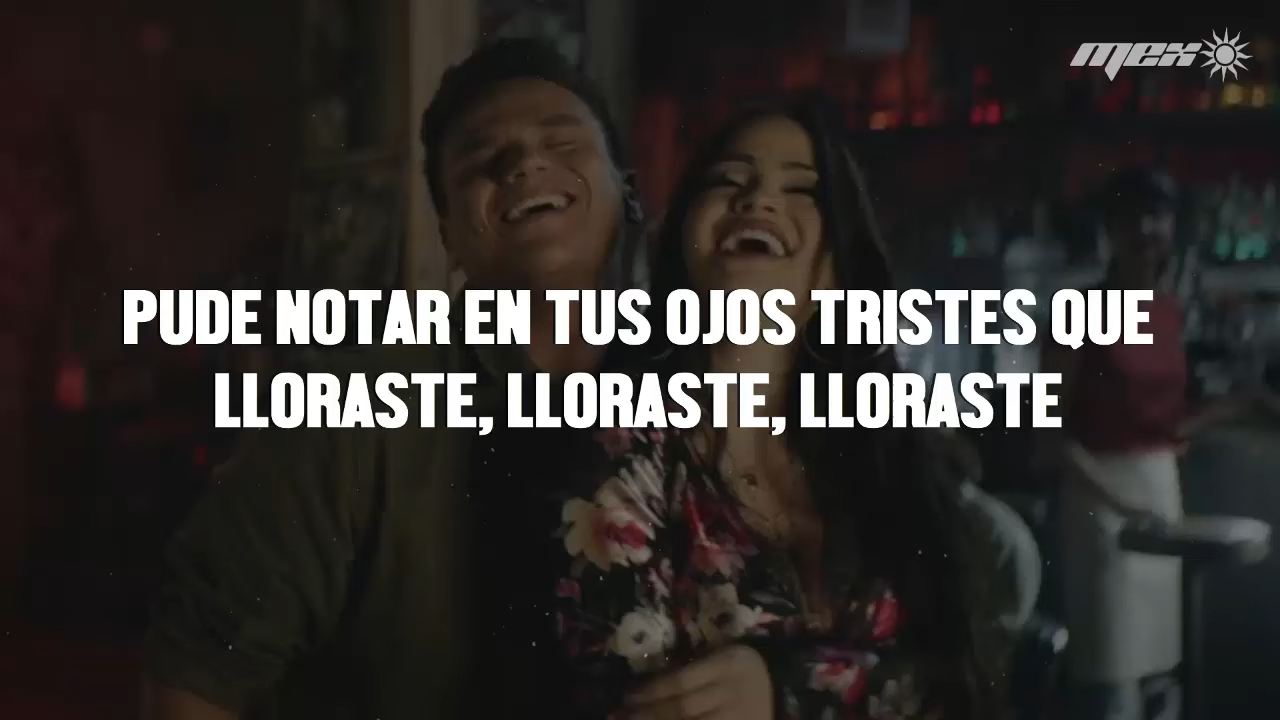 MEX
PUDE NOTAR EN TUS OJOS TRISTES QUE
LLORASTE, LLORASTE, LLORASTE